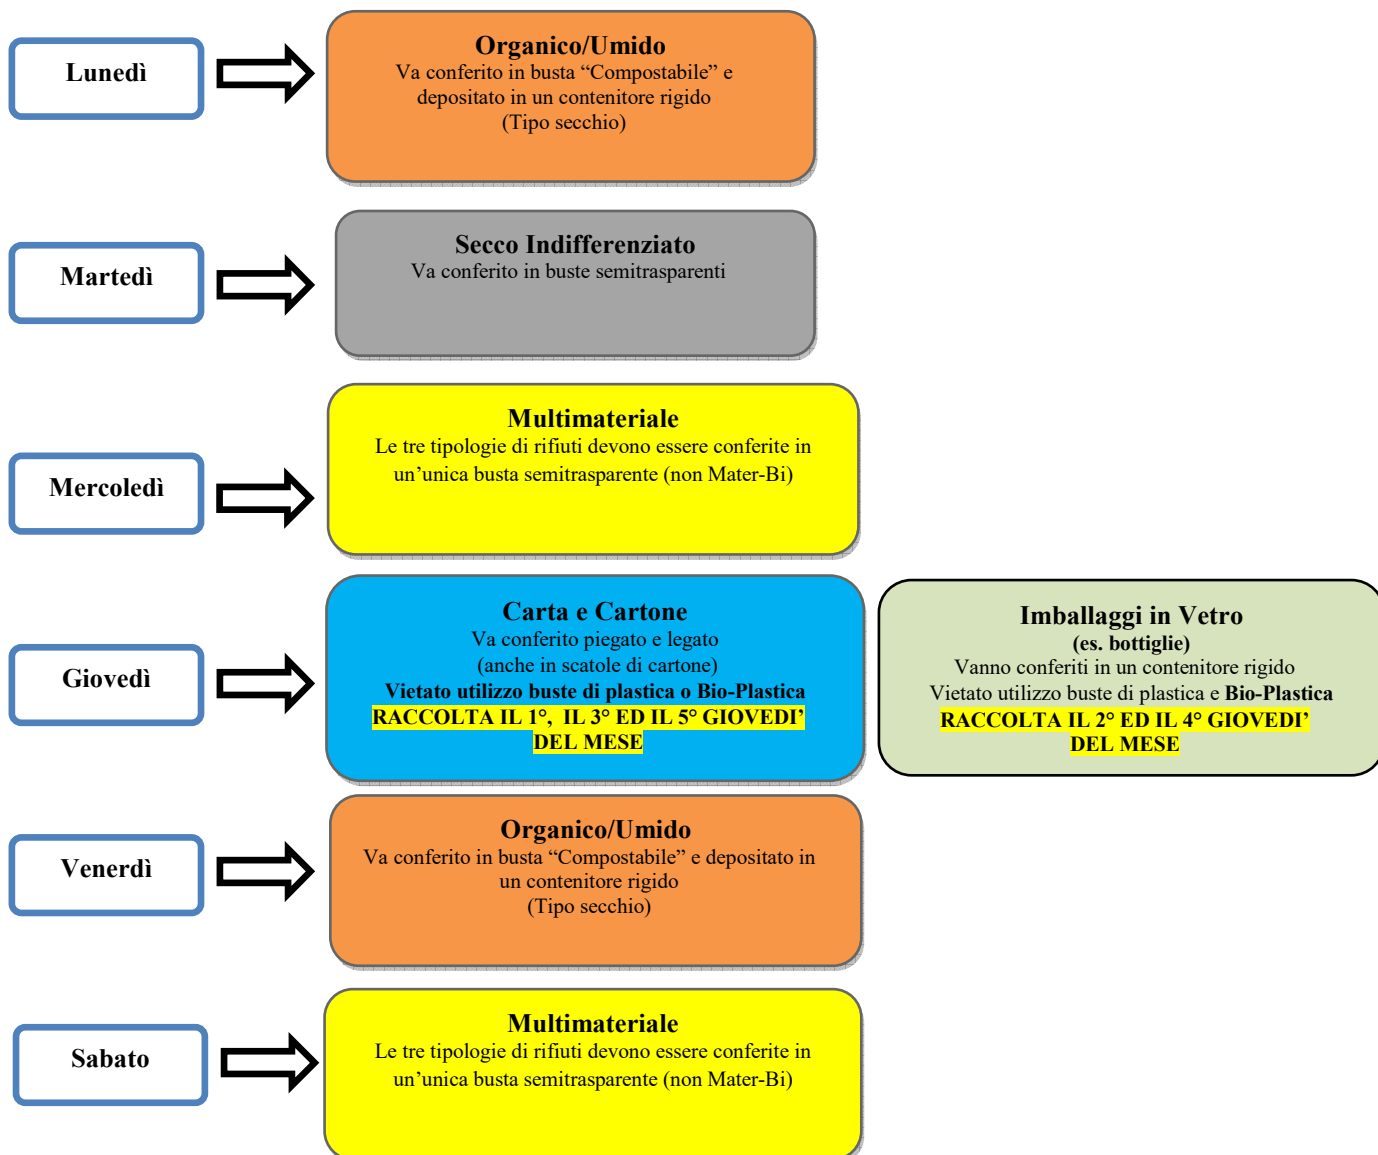 Lunedì
Organico/Umido
Va conferito in busta “Compostabile” e
depositato in un contenitore rigido
(Tipo secchio)
Martedì
Secco Indifferenziato
Va conferito in buste semitrasparenti
Mercoledì
Multimateriale
Le tre tipologie di rifiuti devono essere conferite in
un’unica busta semitrasparente (non Mater-Bi)
Giovedì
Carta e Cartone
Va conferito piegato e legato
(anche in scatole di cartone)
Vietato utilizzo buste di plastica o Bio-Plastica
RACCOLTA IL 1°, IL 3° ED IL 5° GIOVEDI’
DEL MESE
Imballaggi in Vetro
(es. bottiglie)
Vanno conferiti in un contenitore rigido
Vietato utilizzo buste di plastica e Bio-Plastica
RACCOLTA IL 2° ED IL 4° GIOVEDI’
DEL MESE
Venerdì
Organico/Umido
Va conferito in busta “Compostabile” e depositato in
un contenitore rigido
(Tipo secchio)
Sabato
Multimateriale
Le tre tipologie di rifiuti devono essere conferite in
un’unica busta semitrasparente (non Mater-Bi)